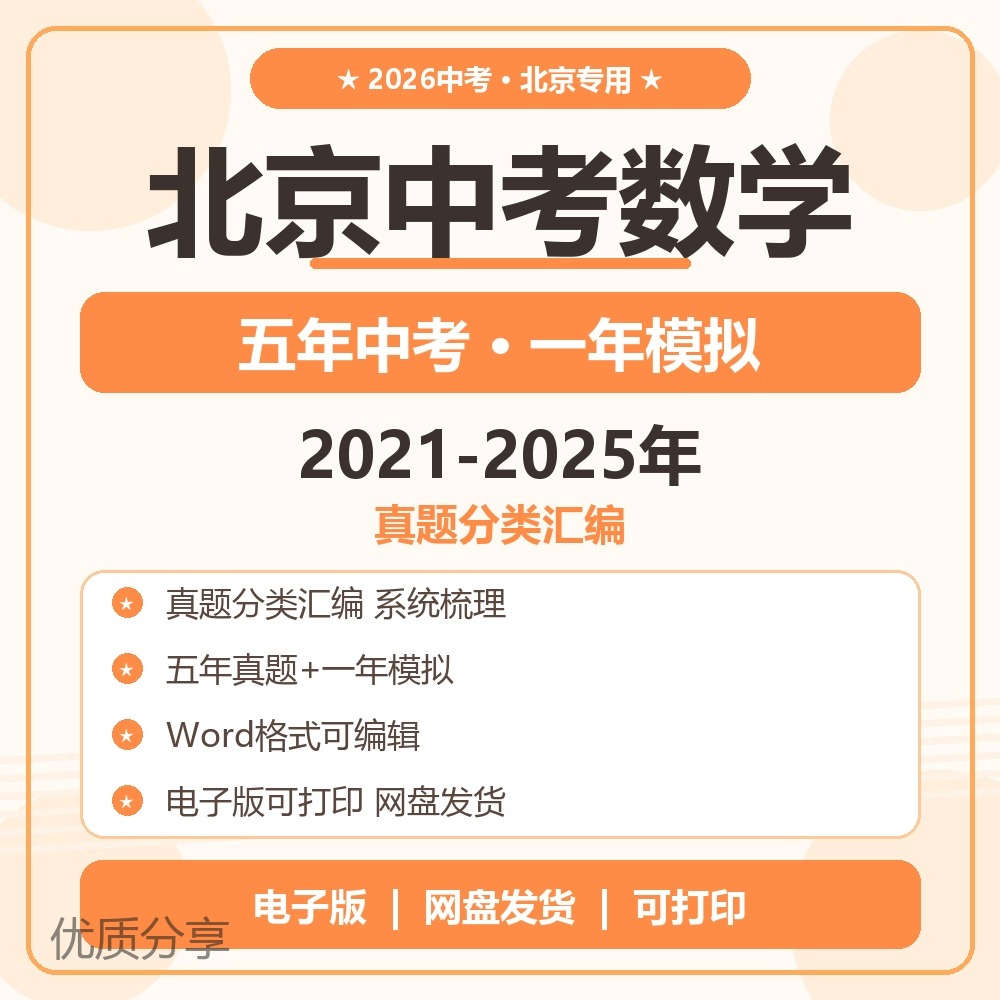 ★ 2026中考·北京专用 ★
北京中考数学
五年中考·一年模拟
2021-2025年
真题分类汇编
★ 真题分类汇编 系统梳理
★ 五年真题+一年模拟
★ Word格式可编辑
★ 电子版可打印 网盘发货
电子版 | 网盘发货 | 可打印
优质分享